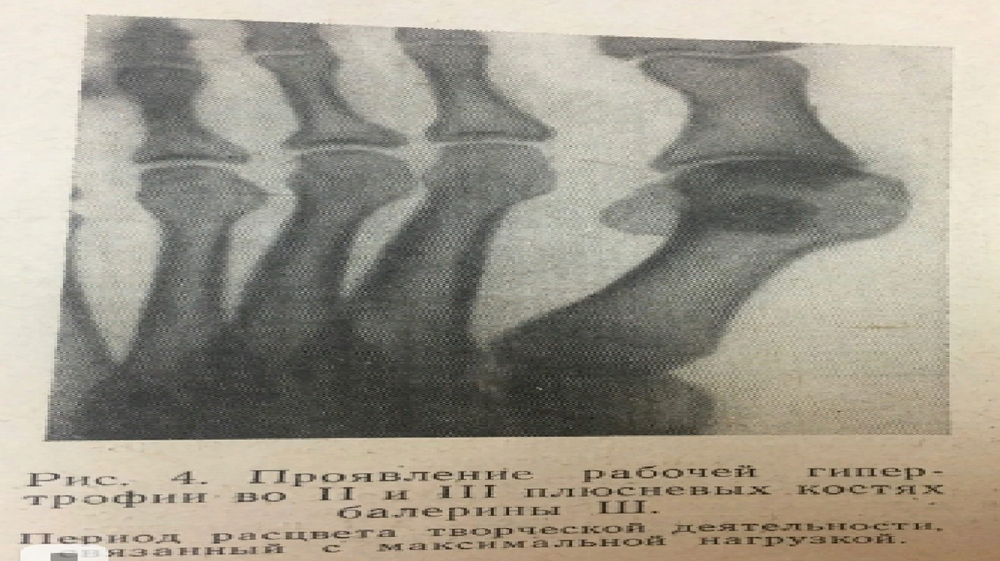 Рис. 4. Проявление рабочей гипер-
трофии во II и III плюсневых костях
балерины Ш.
Период расцвета творческой деятельности,
связанный с максимальной нагрузкой.